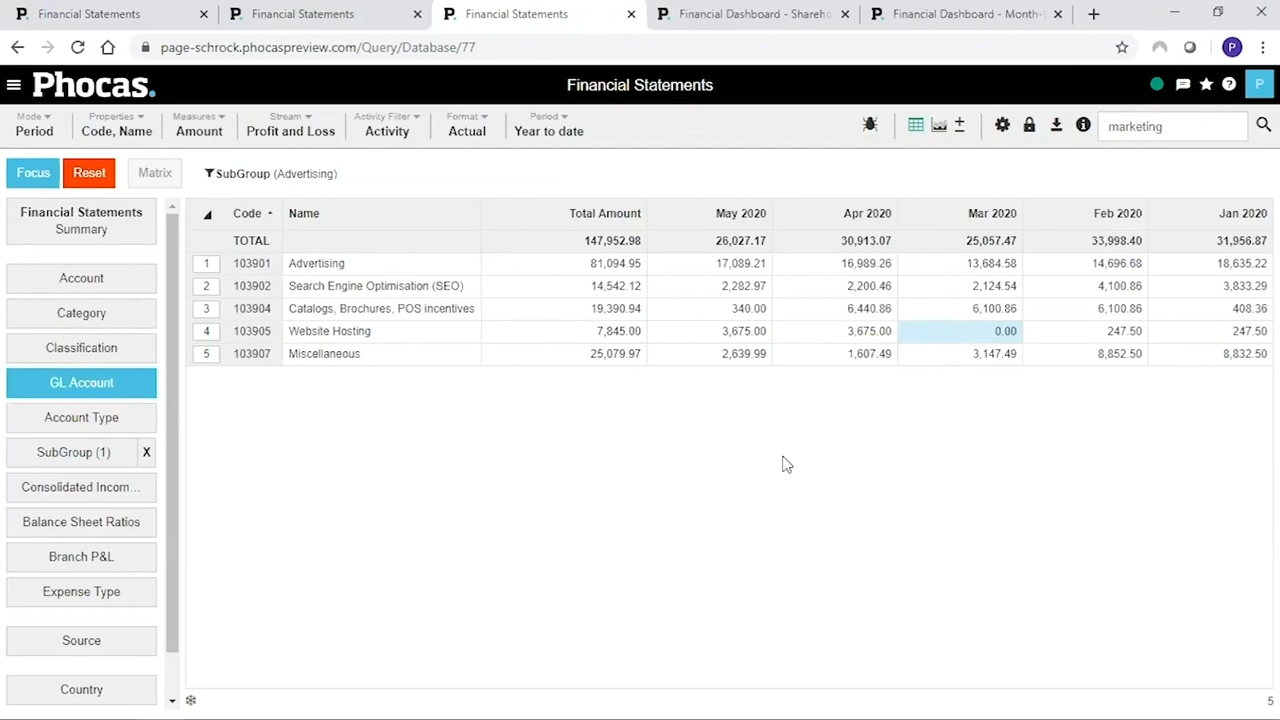 Financial Statements
Financial Statements
Financial Statements
Financial Dashboard - Shareho
Financial Dashboard - Month-
page-schrock.phocaspreview.com/Query/Database/77
P
Phocas.
Financial Statements
P
Mode
Period
Properties
Code, Name
Measures
Amount
Stream
Profit and Loss
Activity Filter
Activity
Format
Actual
Period
Year to date
marketing
Focus
Reset
Matrix
SubGroup (Advertising)
Financial Statements
Summary
Account
Category
Classification
GL Account
Account Type
SubGroup (1)
X
Consolidated Incom...
Balance Sheet Ratios
Branch P&L
Expense Type
Source
Country
Code Name Total Amount May 2020 Apr 2020 Mar 2020 Feb 2020 Jan 2020
TOTAL 147,952.98 26,027.17 30,913.07 25,057.47 33,998.40 31,956.87
1 103901 Advertising 81,094.95 17,089.21 16,989.26 13,684.58 14,696.68 18,635.22
2 103902 Search Engine Optimisation (SEO) 14,542.12 2,282.97 2,200.46 2,124.54 4,100.86 3,833.29
3 103904 Catalogs, Brochures, POS incentives 19,390.94 340.00 6,440.86 6,100.86 6,100.86 408.36
4 103905 Website Hosting 7,845.00 3,675.00 3,675.00 0.00 247.50 247.50
5 103907 Miscellaneous 25,079.97 2,639.99 1,607.49 3,147.49 8,852.50 8,832.50
5